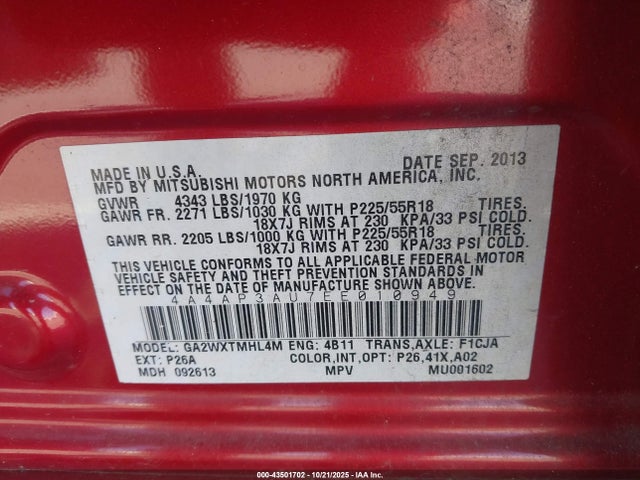 MADE IN U.S.A. DATE SEP. 2013
MFD BY MITSUBISHI MOTORS NORTH AMERICA, INC.
GVWR 4343 LBS/1970 KG
GAWR FR. 2271 LBS/1030 KG WITH P225/55R18 TIRES.
18X7J RIMS AT 230 KPA/33 PSI COLD.
GAWR RR. 2205 LBS/1000 KG WITH P225/55R18 TIRES.
18X7J RIMS AT 230 KPA/33 PSI COLD.
THIS VEHICLE CONFORMS TO ALL APPLICABLE FEDERAL MOTOR
VEHICLE SAFETY AND THEFT PREVENTION STANDARDS IN
EFFECT ON THE DATE OF MANUFACTURE SHOWN ABOVE.
4A4AP3AU7EE010949
MODEL: GA2WXTMHL4M ENG: 4B11 TRANS,AXLE: F1CJA
EXT: P26A COLOR,INT,OPT: P26,41X,A02
MDH 092613 MPV MU001602
000-43501702 - 10/21/2025 - IAA Inc.